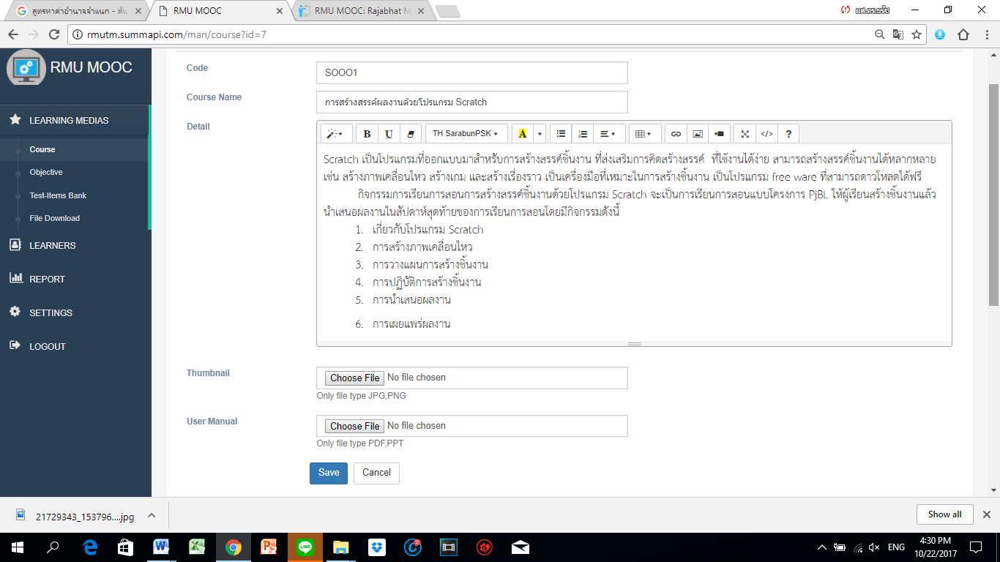 สูตรหาค่าอำนาจจำแนก - ค้น
RMU MOOC
RMU MOOC: Rajabhat M
rmutm.summapi.com/man/course?id=7
RMU MOOC
LEARNING MEDIAS
Course
Objective
Test-Items Bank
File Download
LEARNERS
REPORT
SETTINGS
LOGOUT
Code
SOOO1
Course Name
การสร้างสรรค์ผลงานด้วยโปรแกรม Scratch
Detail
B U TH SarabunPSK A </> ?
Scratch เป็นโปรแกรมที่ออกแบบมาสำหรับการสร้างสรรค์ชิ้นงาน ที่ส่งเสริมการคิดสร้างสรรค์ ที่ใช้งานได้ง่าย สามารถสร้างสรรค์ชิ้นงานได้หลากหลาย
เช่น สร้างภาพเคลื่อนไหว สร้างเกม และสร้างเรื่องราว เป็นเครื่องมือที่เหมาะในการสร้างชิ้นงาน เป็นโปรแกรม free ware ที่สามารถดาวโหลดได้ฟรี
กิจกรรมการเรียนการสอนการสร้างสรรค์ชิ้นงานด้วยโปรแกรม Scratch จะเป็นการเรียนการสอนแบบโครงการ PjBL ให้ผู้เรียนสร้างชิ้นงานแล้ว
นำเสนอผลงานในสัปดาห์สุดท้ายของการเรียนการสอนโดยมีกิจกรรมดังนี้
1. เกี่ยวกับโปรแกรม Scratch
2. การสร้างภาพเคลื่อนไหว
3. การวางแผนการสร้างชิ้นงาน
4. การปฏิบัติการสร้างชิ้นงาน
5. การนำเสนอผลงาน
6. การเผยแพร่ผลงาน
Thumbnail
Choose File No file chosen
Only file type JPG,PNG
User Manual
Choose File No file chosen
Only file type PDF,PPT
Save Cancel
21729343_153796....jpg
Show all
ENG
4:30 PM
10/22/2017